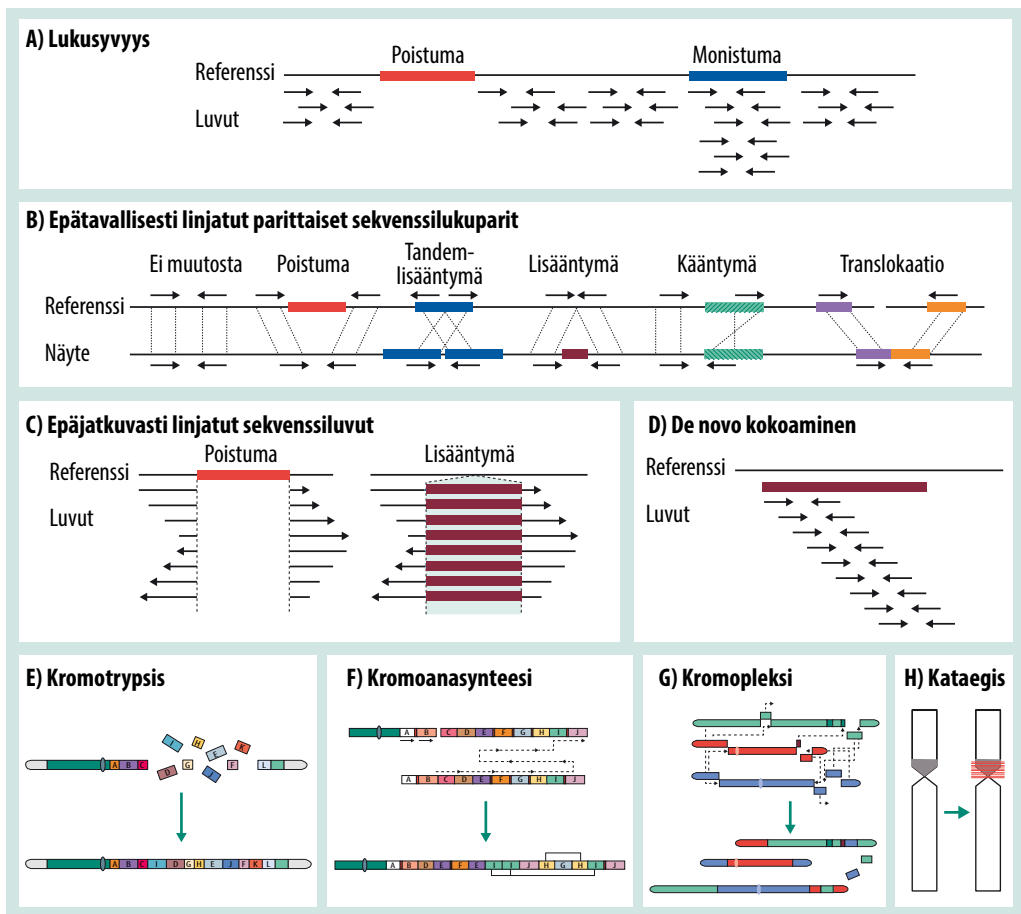 A) Lukusyvyys
Poistuma
Monistuma
Referenssi
Luvut
B) Epätavallisesti linjatut parittaiset sekvenssilukuparit
Ei muutosta
Poistuma
Tandem-
lisääntymä
Lisääntymä
Kääntymä
Translokaatio
Referenssi
Näyte
C) Epäjatkuvasti linjatut sekvenssiluvut
Poistuma
Lisääntymä
Referenssi
Luvut
D) De novo kokoaminen
Referenssi
Luvut
E) Kromotrypsis
I H E K
A B C D G J F L
A B C I D G H E J F K L
F) Kromoanasynteesi
A B C D E F G H I J
A B C D E F G H I J
A B D E F E I I J H G H I J
G) Kromopleksi
H) Kataegis